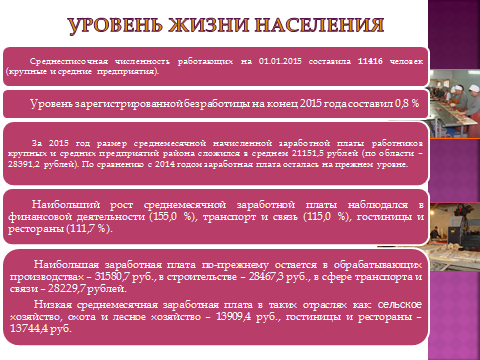 УРОВЕНЬ ЖИЗНИ НАСЕЛЕНИЯ
Среднесписочная численность работающих на 01.01.2015 составила 11416 человек
(крупные и средние предприятия).
Уровень зарегистрированной безработицы на конец 2015 года составил 0,8 %
За 2015 год размер среднемесячной начисленной заработной платы работников
крупных и средних предприятий района сложился в среднем 21151,5 рублей (по области –
28391,2 рублей). По сравнению с 2014 годом заработная плата осталась на прежнем уровне.
Наибольший рост среднемесячной заработной платы наблюдался в
финансовой деятельности (155,0 %), транспорт и связь (115,0 %), гостиницы и
рестораны (111,7 %).
Наибольшая заработная плата по-прежнему остается в обрабатывающих
производствах – 31580,7 руб., в строительстве – 28467,3 руб., в сфере транспорта и
связи – 28229,7 рублей.
Низкая среднемесячная заработная плата в таких отраслях как: сельское
хозяйство, охота и лесное хозяйство – 13909,4 руб., гостиницы и рестораны –
13744,4 руб.